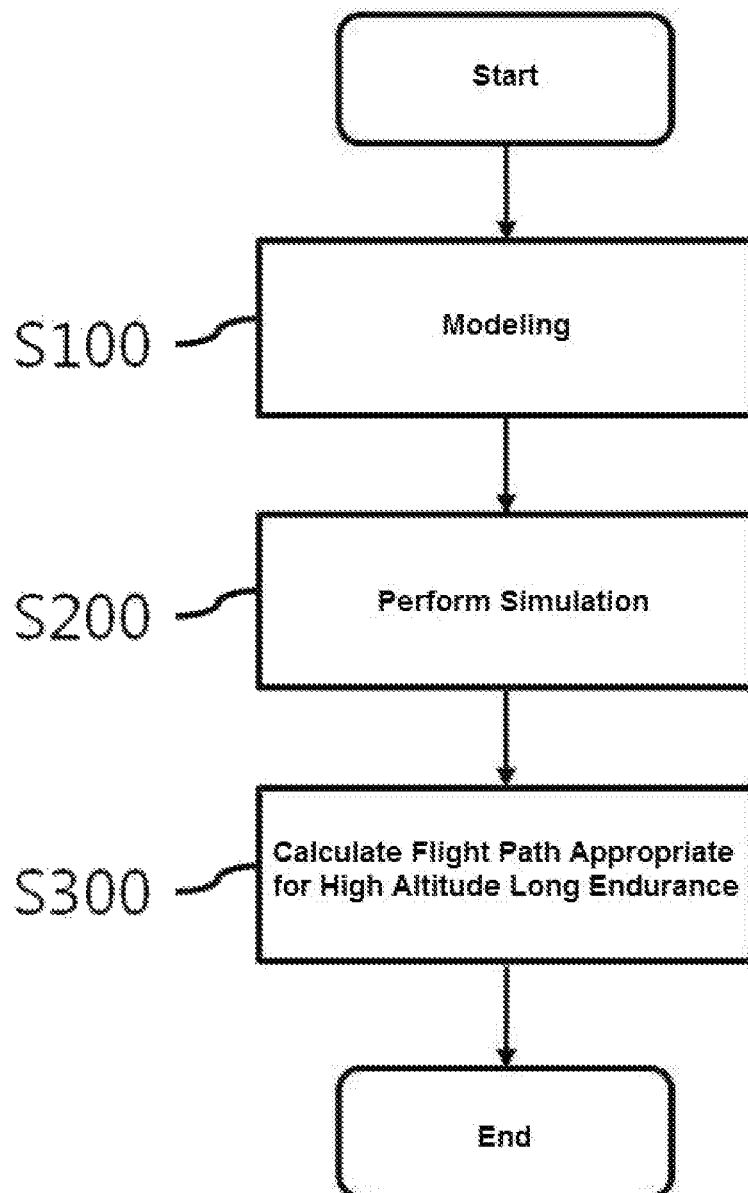 Start
S100
Modeling
S200
Perform Simulation
S300
Calculate Flight Path Appropriate
for High Altitude Long Endurance
End